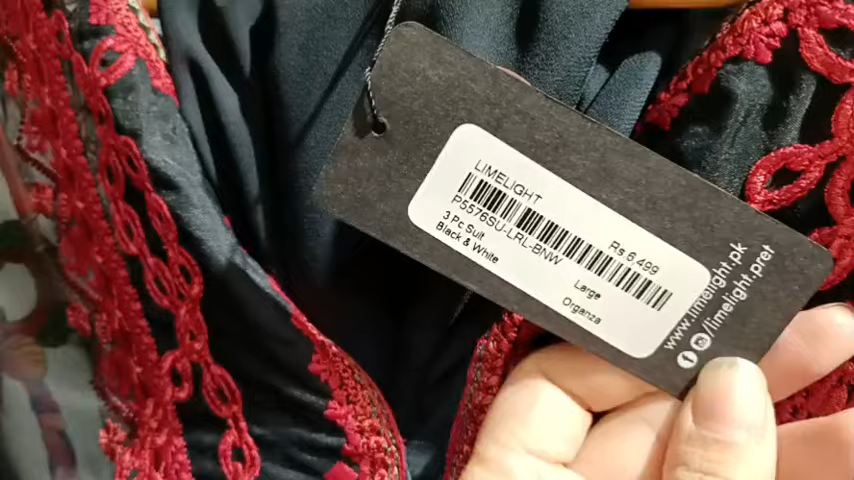 LIMELIGHT
Rs.6,499
P5576SU-LRL-BNW
3 Pc Suit
Large
Black & White
Organza
www.limelight.pk
/limelight.pret